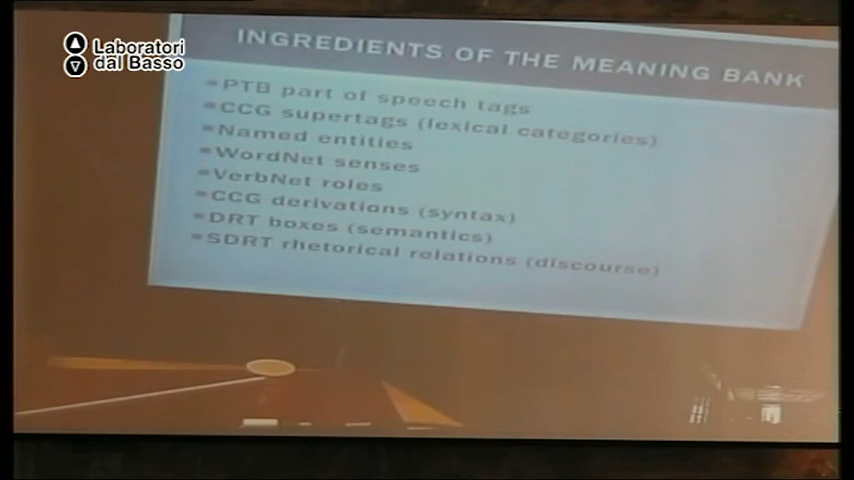 Laboratori
dal Basso
INGREDIENTS OF THE MEANING BANK
PTB part of speech tags
CCG supertags (lexical categories)
Named entities
WordNet senses
VerbNet roles
CCG derivations (syntax)
DRT boxes (semantics)
SDRT rhetorical relations (discourse)